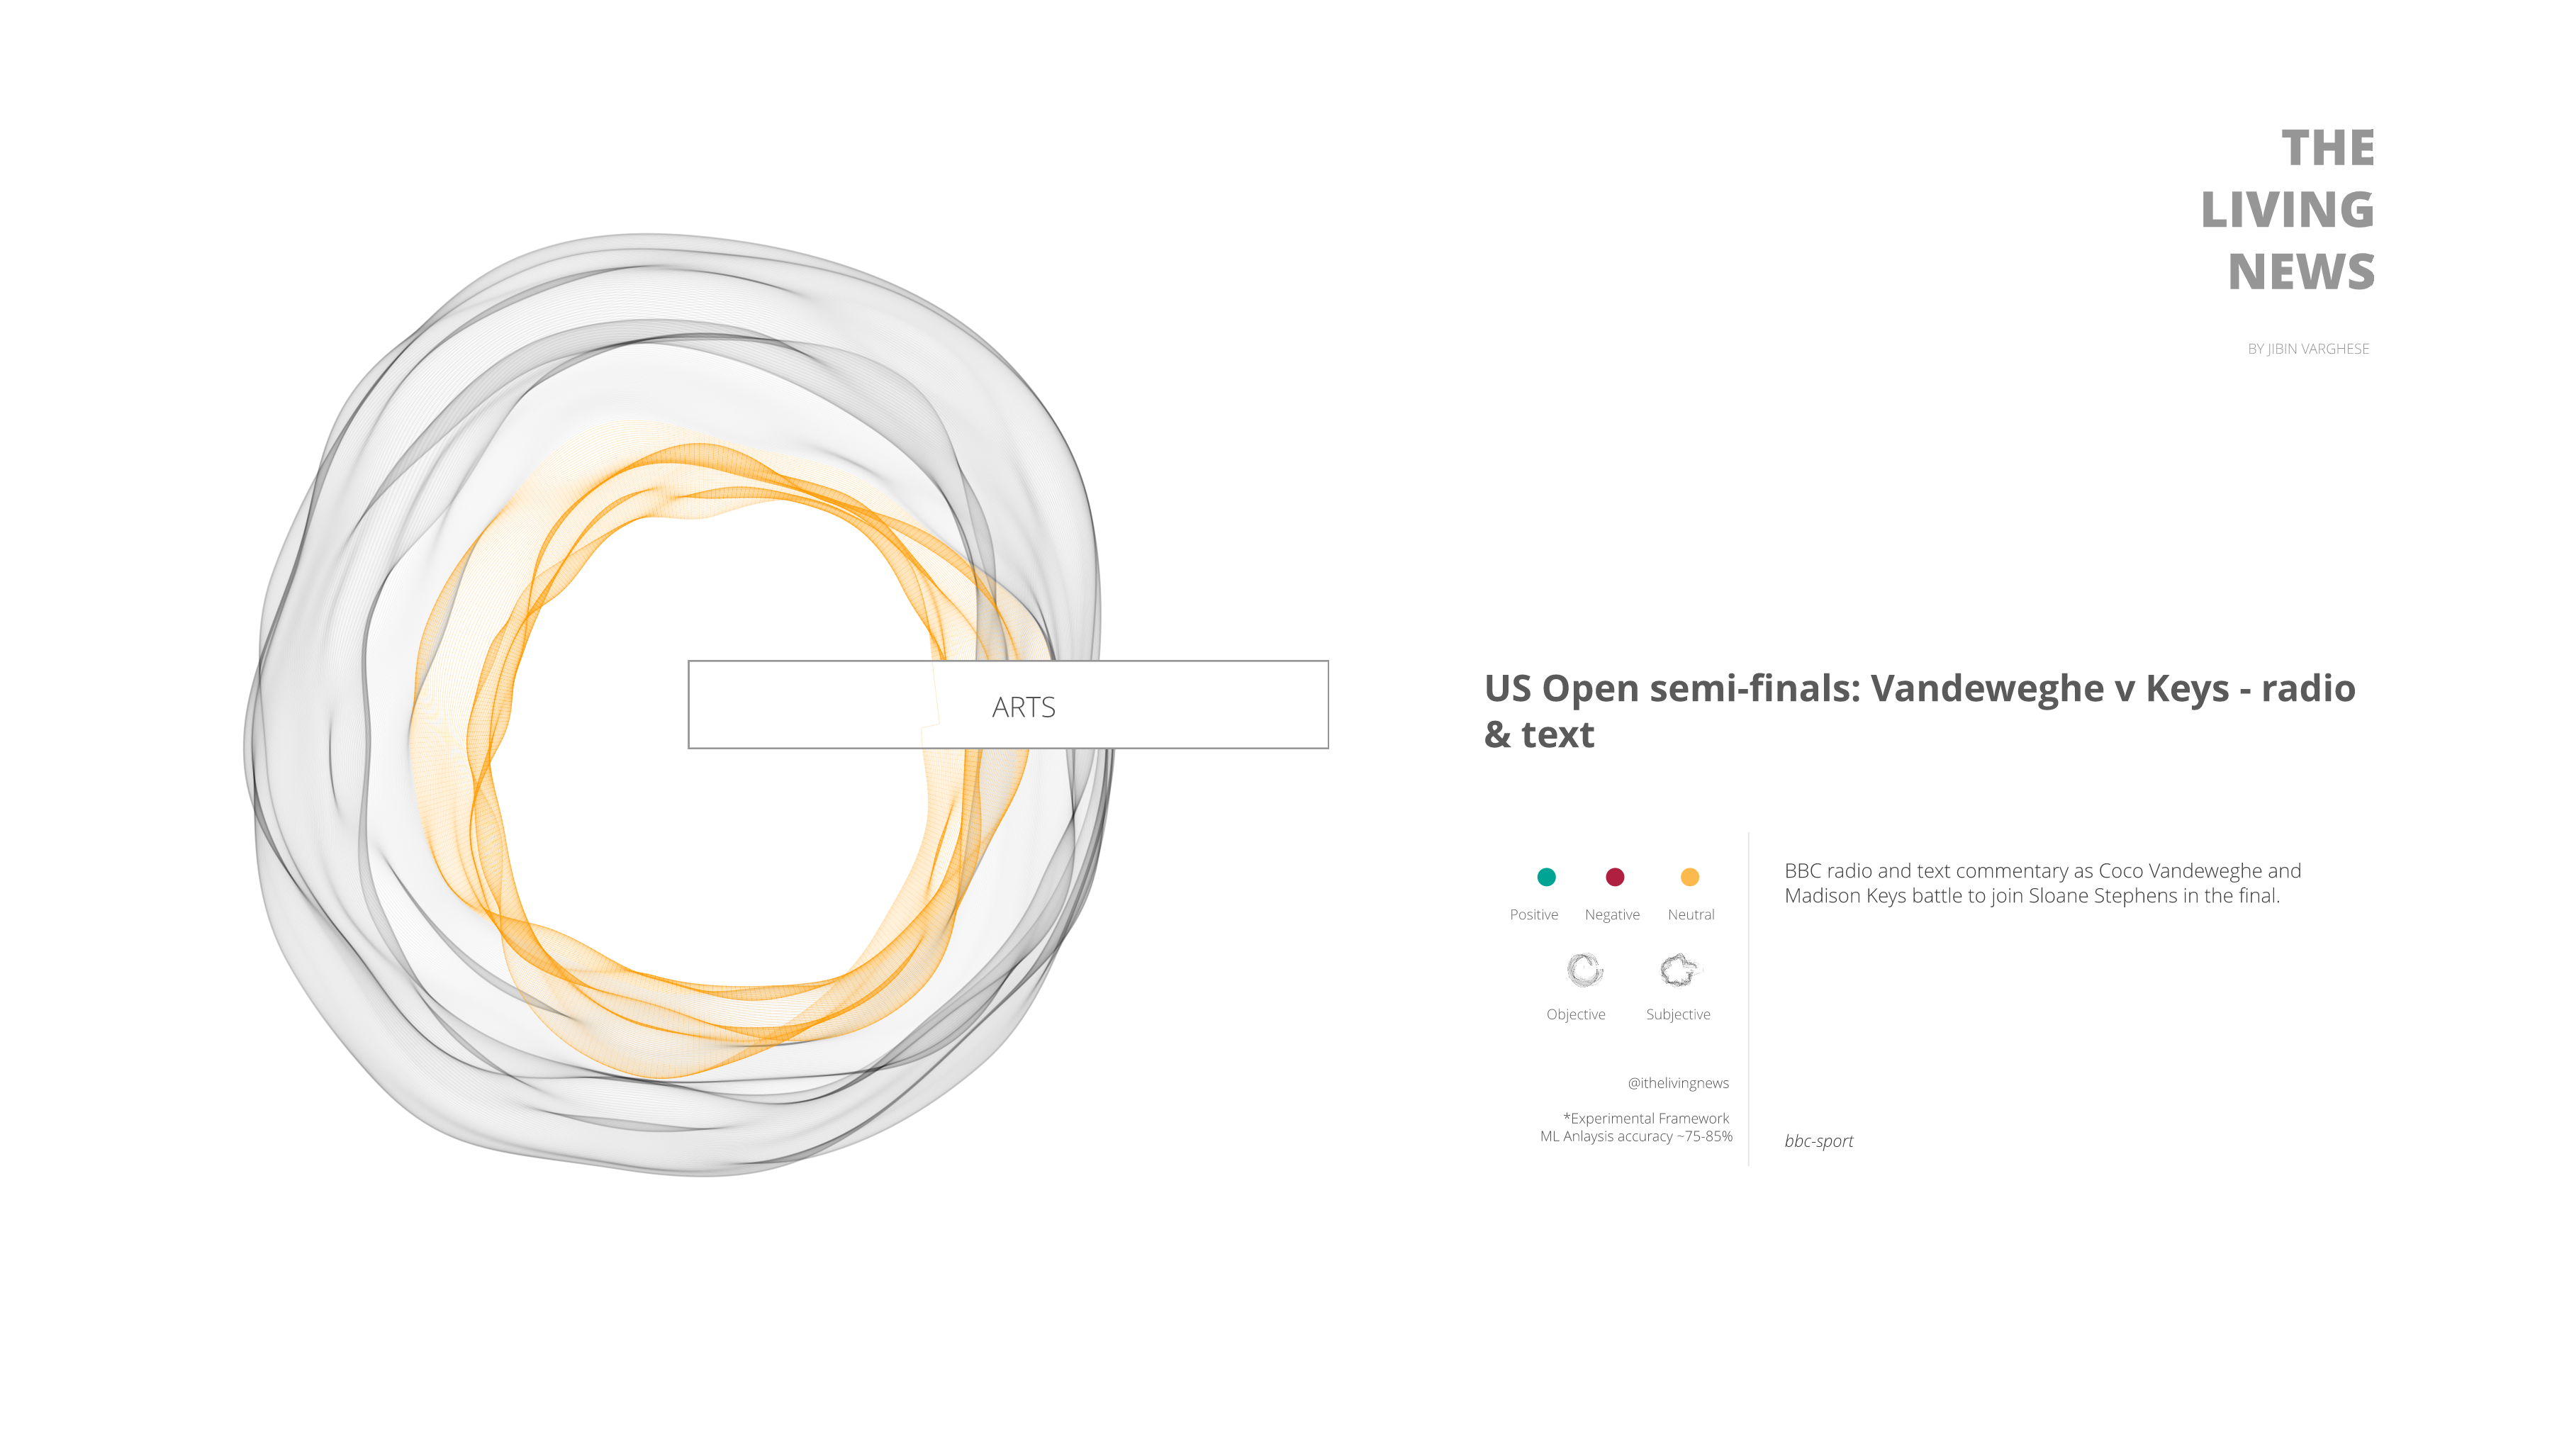 THE
LIVING
NEWS
BY JIBIN VARGHESE
ARTS
US Open semi-finals: Vandeweghe v Keys - radio
& text
Positive Negative Neutral
Objective Subjective
@ithelivingnews
*Experimental Framework
ML Anlaysis accuracy ~75-85%
BBC radio and text commentary as Coco Vandeweghe and
Madison Keys battle to join Sloane Stephens in the final.
bbc-sport